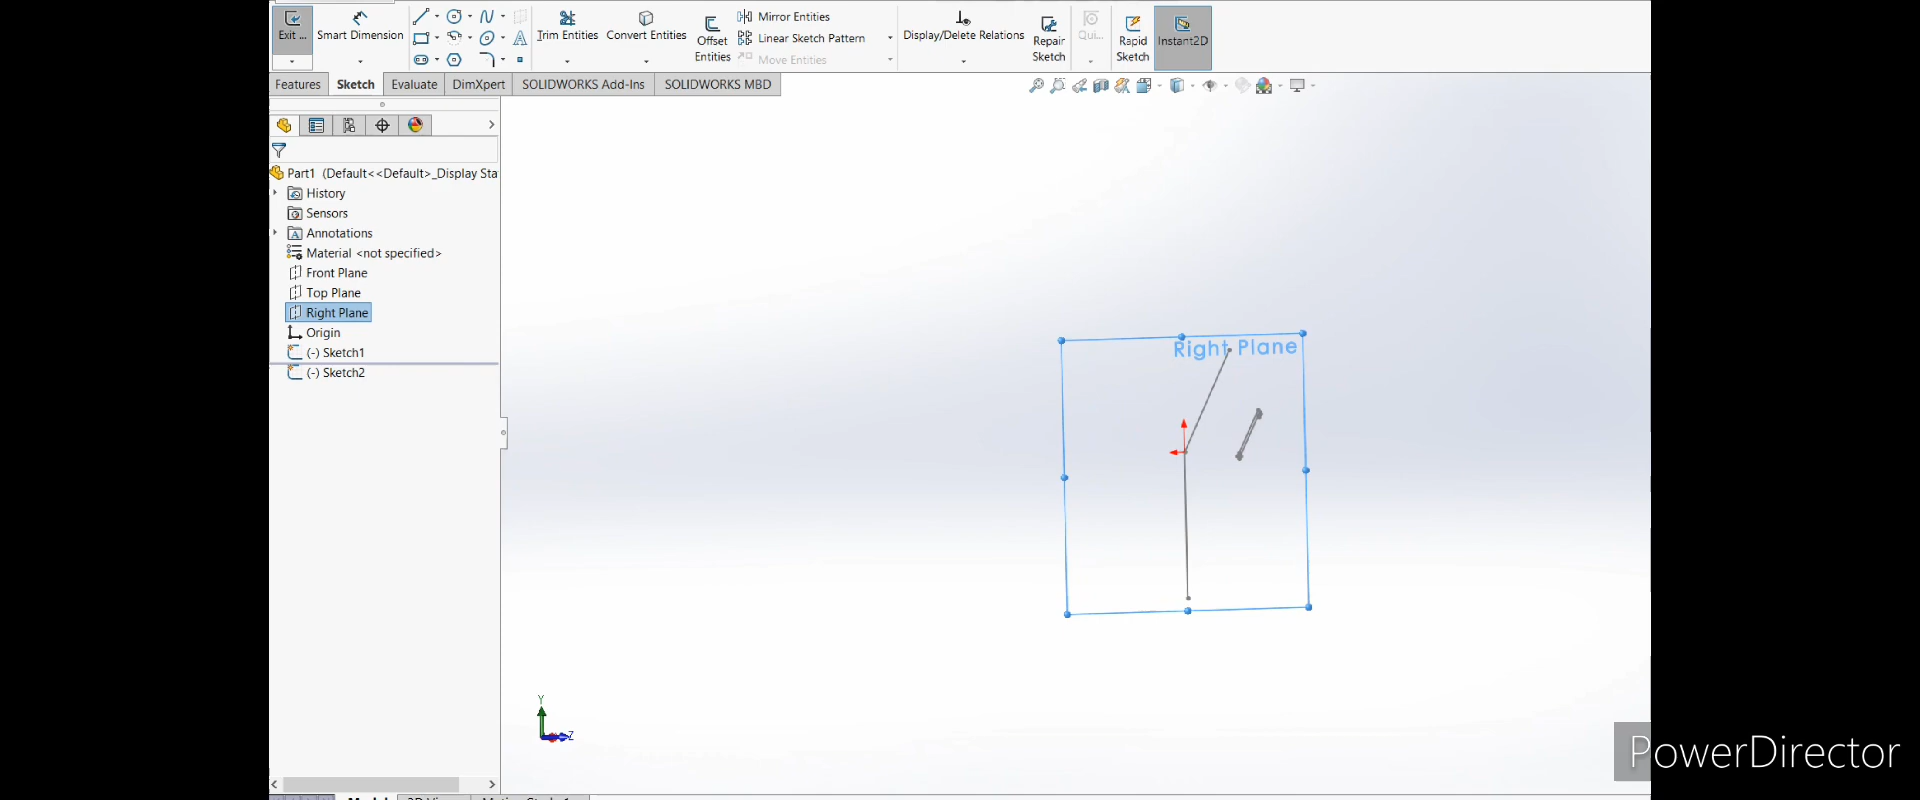 Exit ...
Smart Dimension
Trim Entities
Convert Entities
Offset Entities
Mirror Entities
Linear Sketch Pattern
Move Entities
Display/Delete Relations
Repair Sketch
Qui...
Rapid Sketch
Instant2D
Features
Sketch
Evaluate
DimXpert
SOLIDWORKS Add-Ins
SOLIDWORKS MBD
Part1 (Default<<Default>_Display Sta
History
Sensors
Annotations
Material <not specified>
Front Plane
Top Plane
Right Plane
Origin
(-) Sketch1
(-) Sketch2
Right Plane
Y
Z
PowerDirector